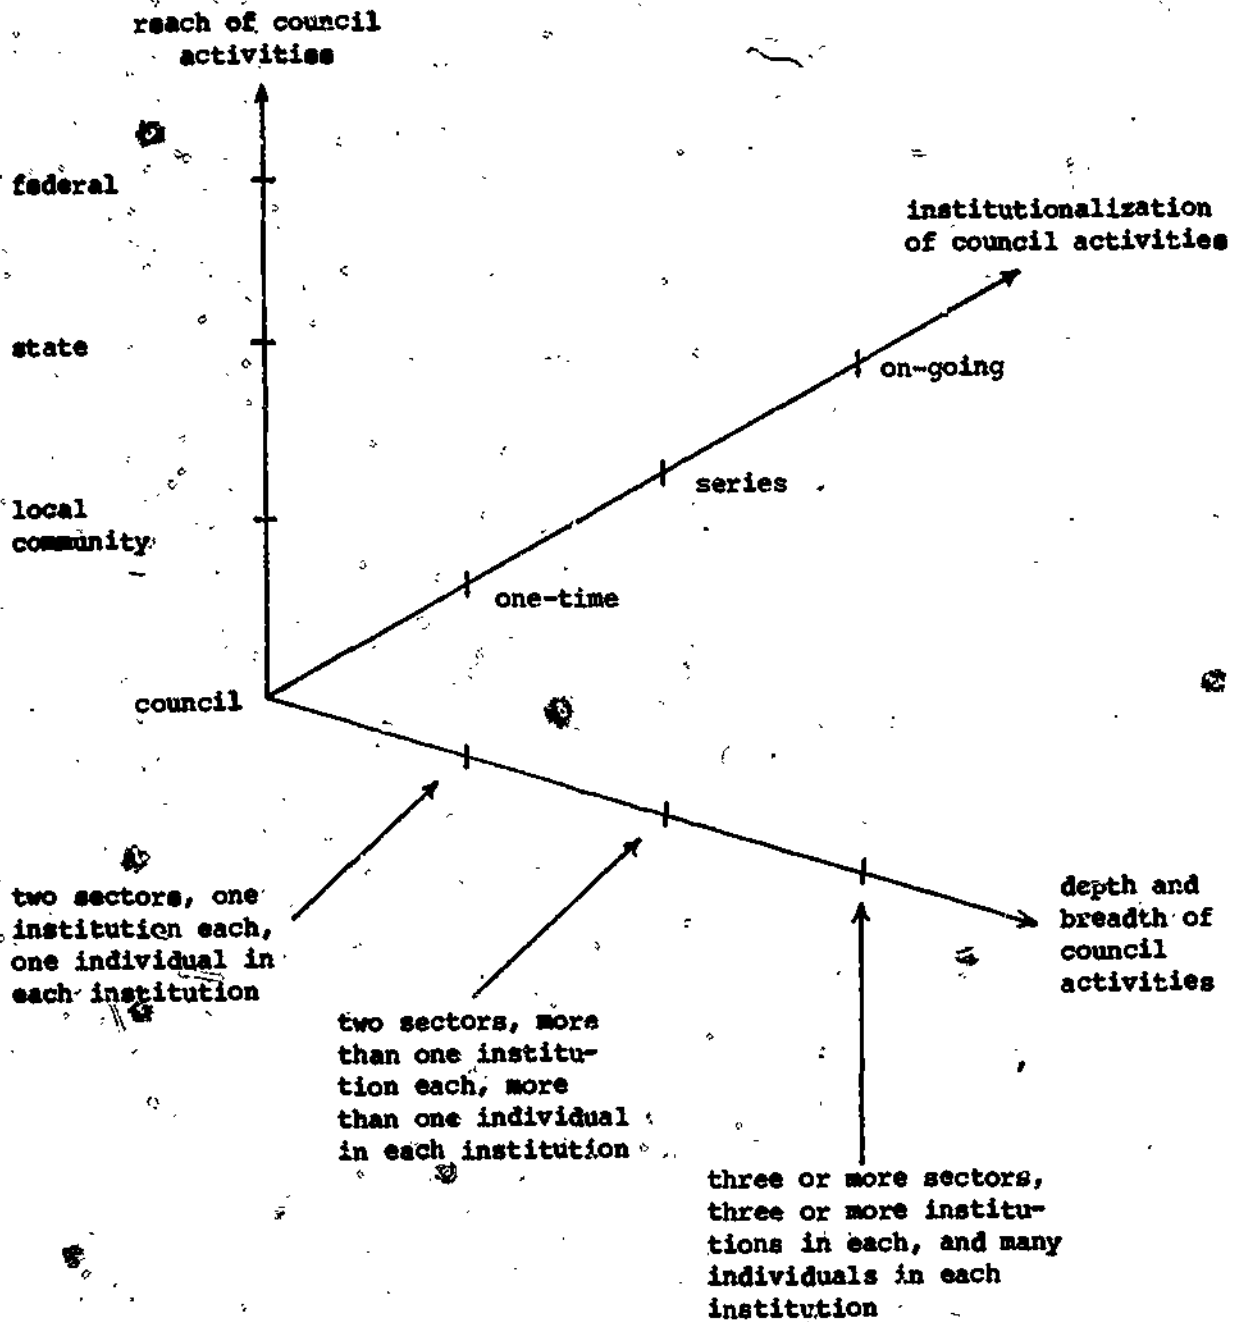 reach of council
activities
federal
institutionalization
of council activities
state
on-going
series
local
community
one-time
council
two sectors, one
institution each,
one individual in
each institution
depth and
breadth of
council
activities
two sectors, more
than one institu-
tion each, more
than one individual
in each institution
three or more sectors,
three or more institu-
tions in each, and many
individuals in each
institution